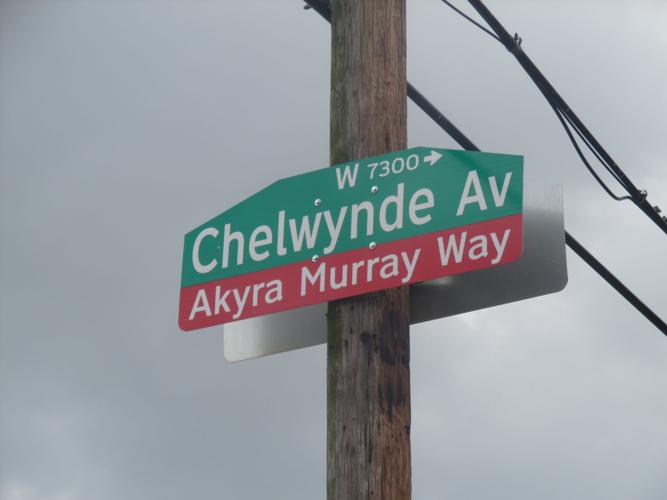 W 7300 →
Chelwynde Av
Akyra Murray Way